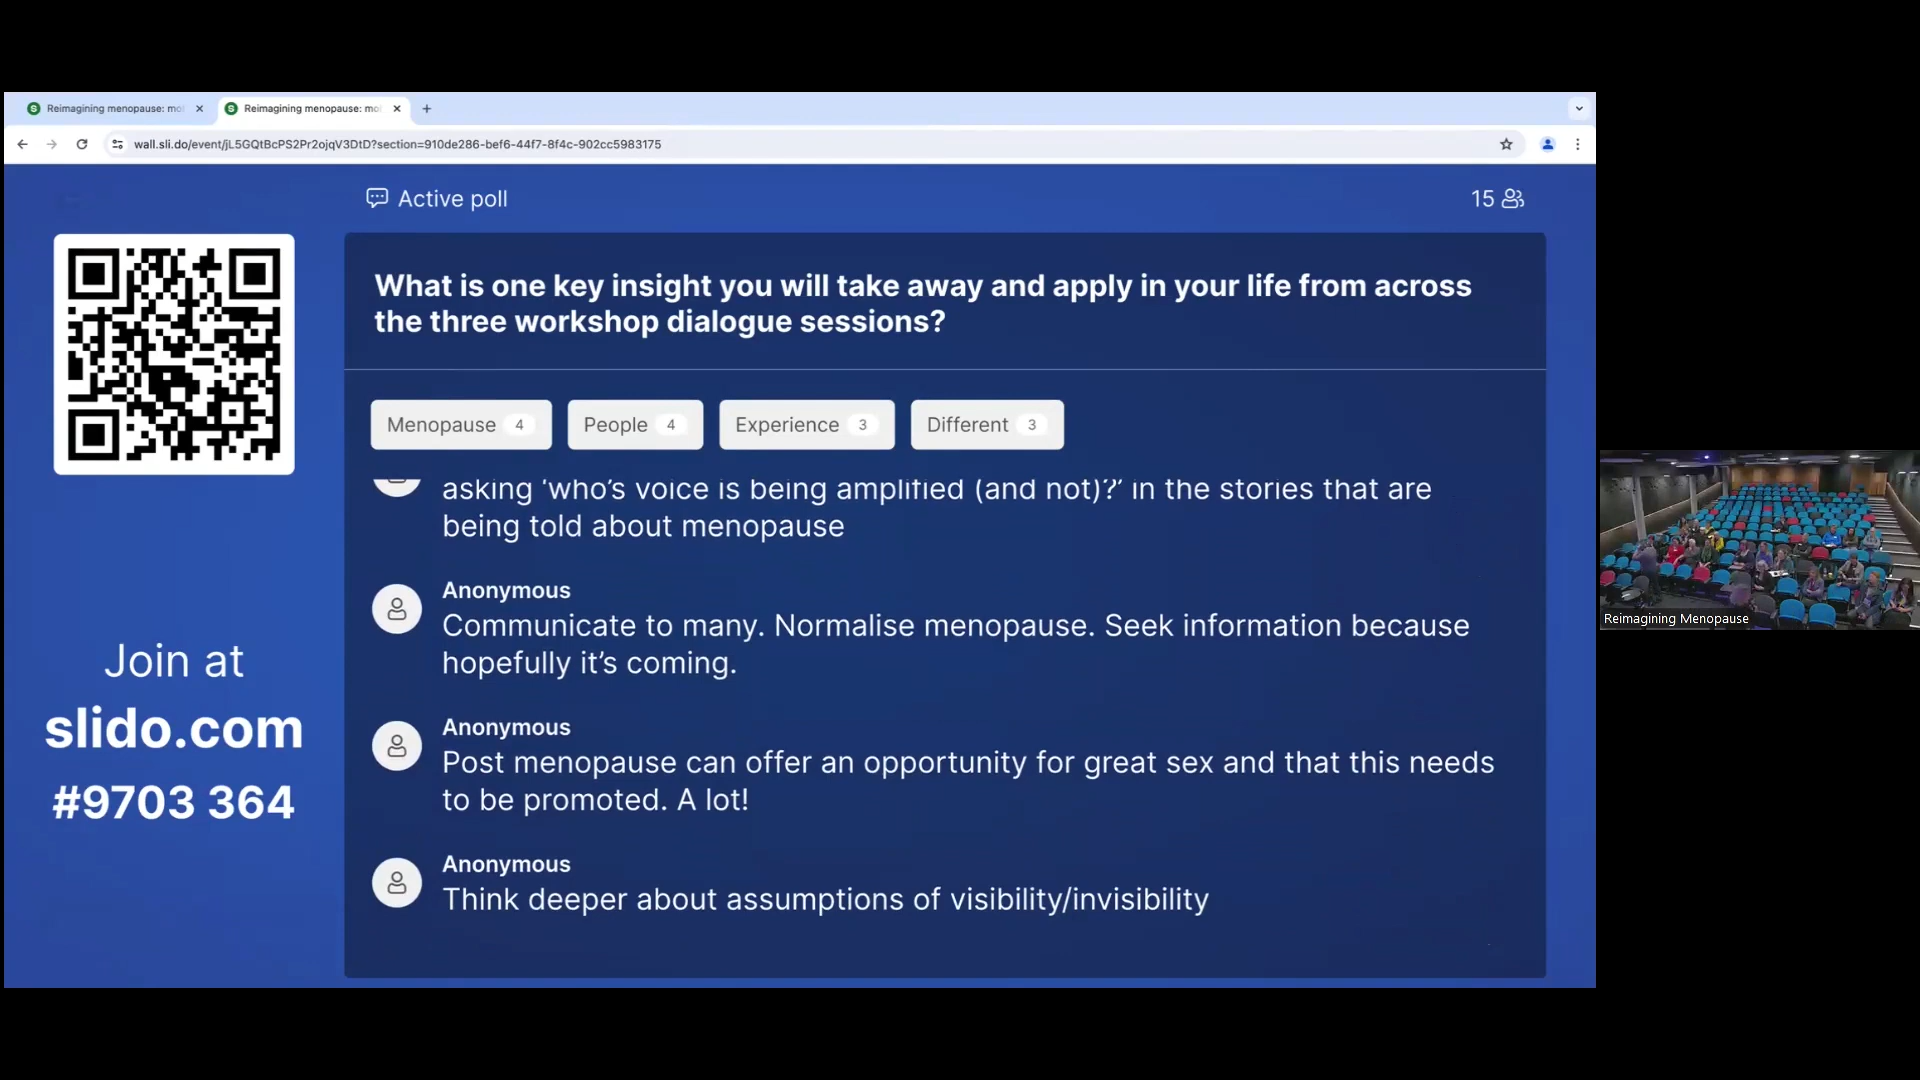 Reimagining menopause: mo
Reimagining menopause: mo
wall.sli.do/event/jL5GQtBcPS2Pr2ojqV3DtD?section=910de286-bef6-44f7-8f4c-902cc5983175
Active poll
15
What is one key insight you will take away and apply in your life from across
the three workshop dialogue sessions?
Menopause 4
People 4
Experience 3
Different 3
asking ‘who’s voice is being amplified (and not)?’ in the stories that are
being told about menopause
Anonymous
Communicate to many. Normalise menopause. Seek information because
hopefully it’s coming.
Anonymous
Post menopause can offer an opportunity for great sex and that this needs
to be promoted. A lot!
Anonymous
Think deeper about assumptions of visibility/invisibility
Join at
slido.com
#9703 364
Reimagining Menopause